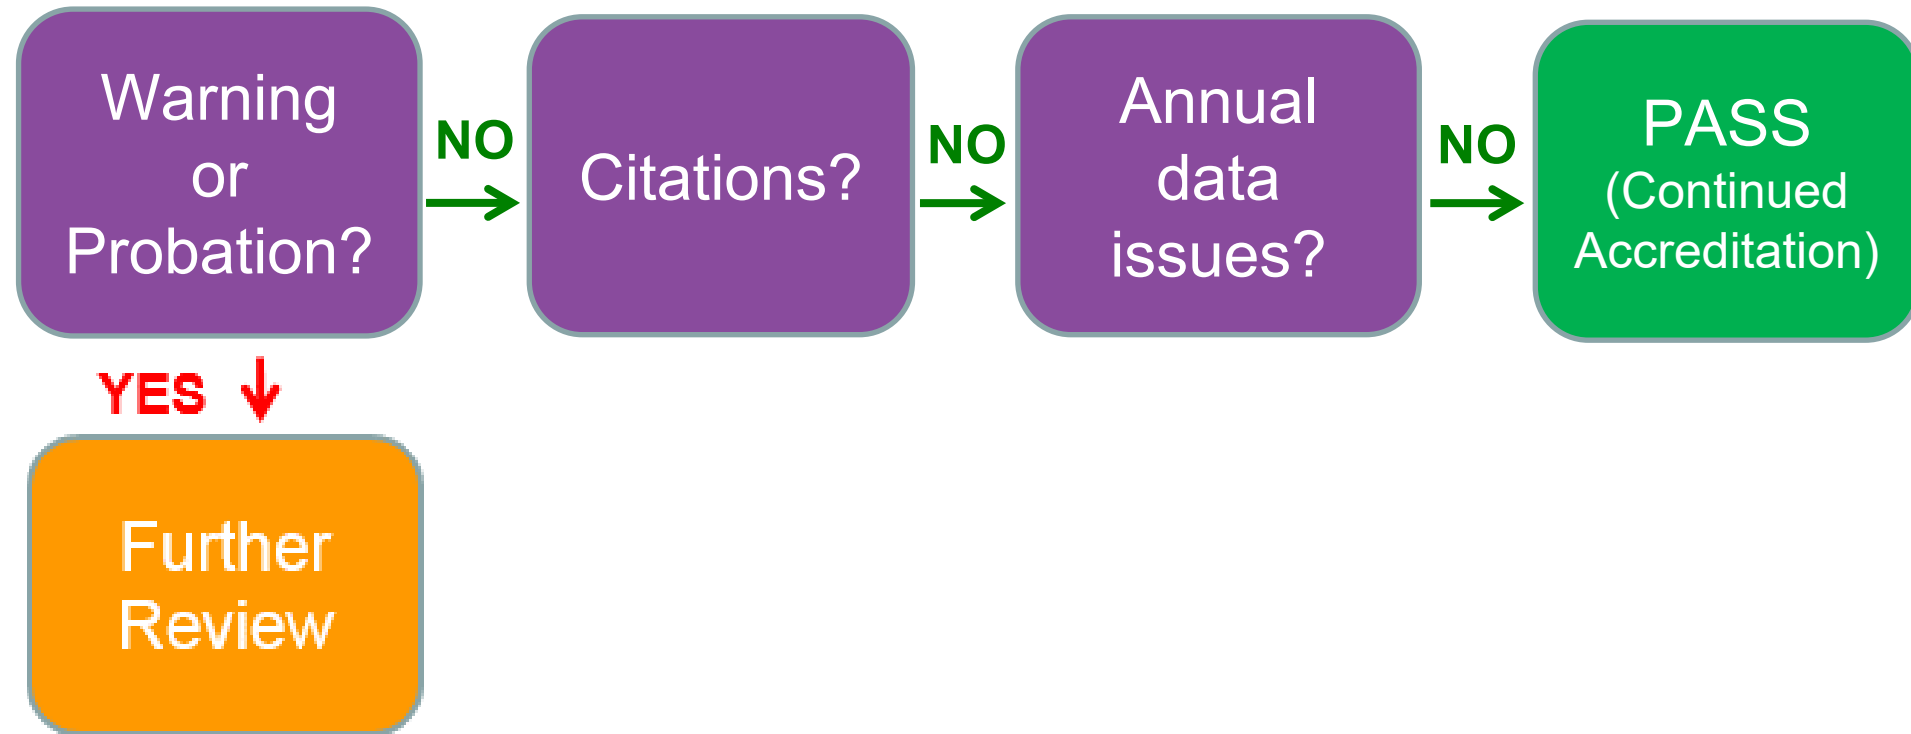 Warning
or
Probation?
NO
Citations?
NO
Annual
data
issues?
NO
PASS
(Continued
Accreditation)
YES
Further
Review